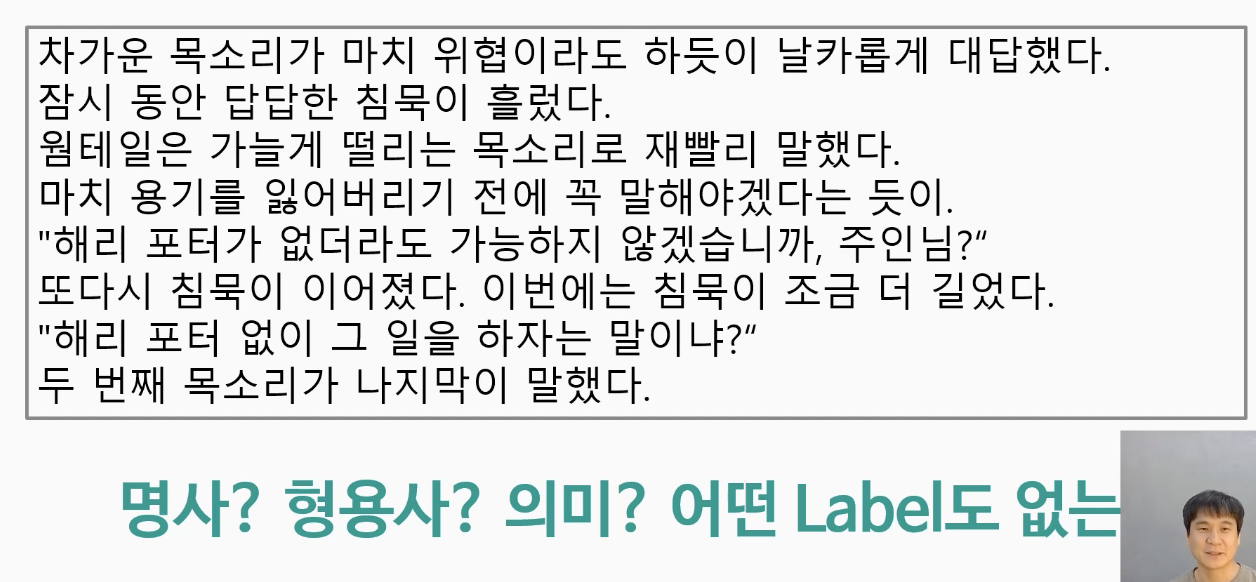 차가운 목소리가 마치 위협이라도 하듯이 날카롭게 대답했다.
잠시 동안 답답한 침묵이 흘렀다.
웜테일은 가늘게 떨리는 목소리로 재빨리 말했다.
마치 용기를 잃어버리기 전에 꼭 말해야겠다는 듯이.
"해리 포터가 없더라도 가능하지 않겠습니까, 주인님?“
또다시 침묵이 이어졌다. 이번에는 침묵이 조금 더 길었다.
"해리 포터 없이 그 일을 하자는 말이냐?“
두 번째 목소리가 나지막이 말했다.
명사? 형용사? 의미? 어떤 Label도 없는